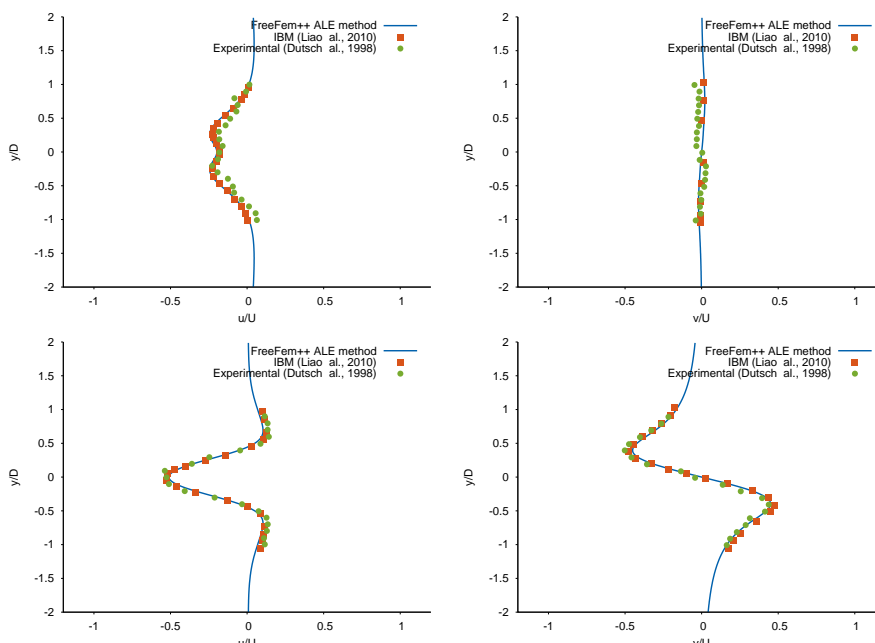 2
FreeFem++ ALE method
IBM (Liao al., 2010)
Experimental (Dutsch al., 1998)
1.5
1
0.5
y/D
0
-0.5
-1
-1.5
-2
-1
-0.5
0
0.5
1
u/U
2
FreeFem++ ALE method
IBM (Liao al., 2010)
Experimental (Dutsch al., 1998)
1.5
1
0.5
y/D
0
-0.5
-1
-1.5
-2
-1
-0.5
0
0.5
1
v/U
2
FreeFem++ ALE method
IBM (Liao al., 2010)
Experimental (Dutsch al., 1998)
1.5
1
0.5
y/D
0
-0.5
-1
-1.5
-2
-1
-0.5
0
0.5
1
u/U
2
FreeFem++ ALE method
IBM (Liao al., 2010)
Experimental (Dutsch al., 1998)
1.5
1
0.5
y/D
0
-0.5
-1
-1.5
-2
-1
-0.5
0
0.5
1
v/U